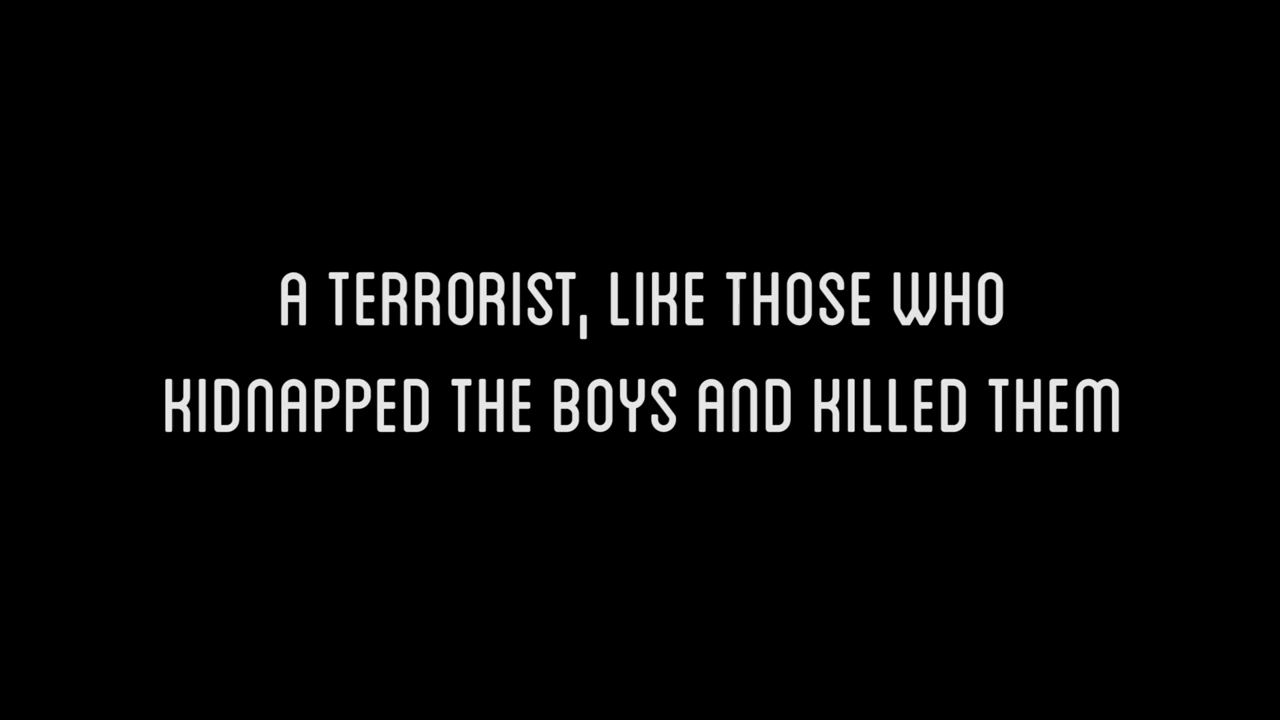 A TERRORIST, LIKE THOSE WHO
KIDNAPPED THE BOYS AND KILLED THEM